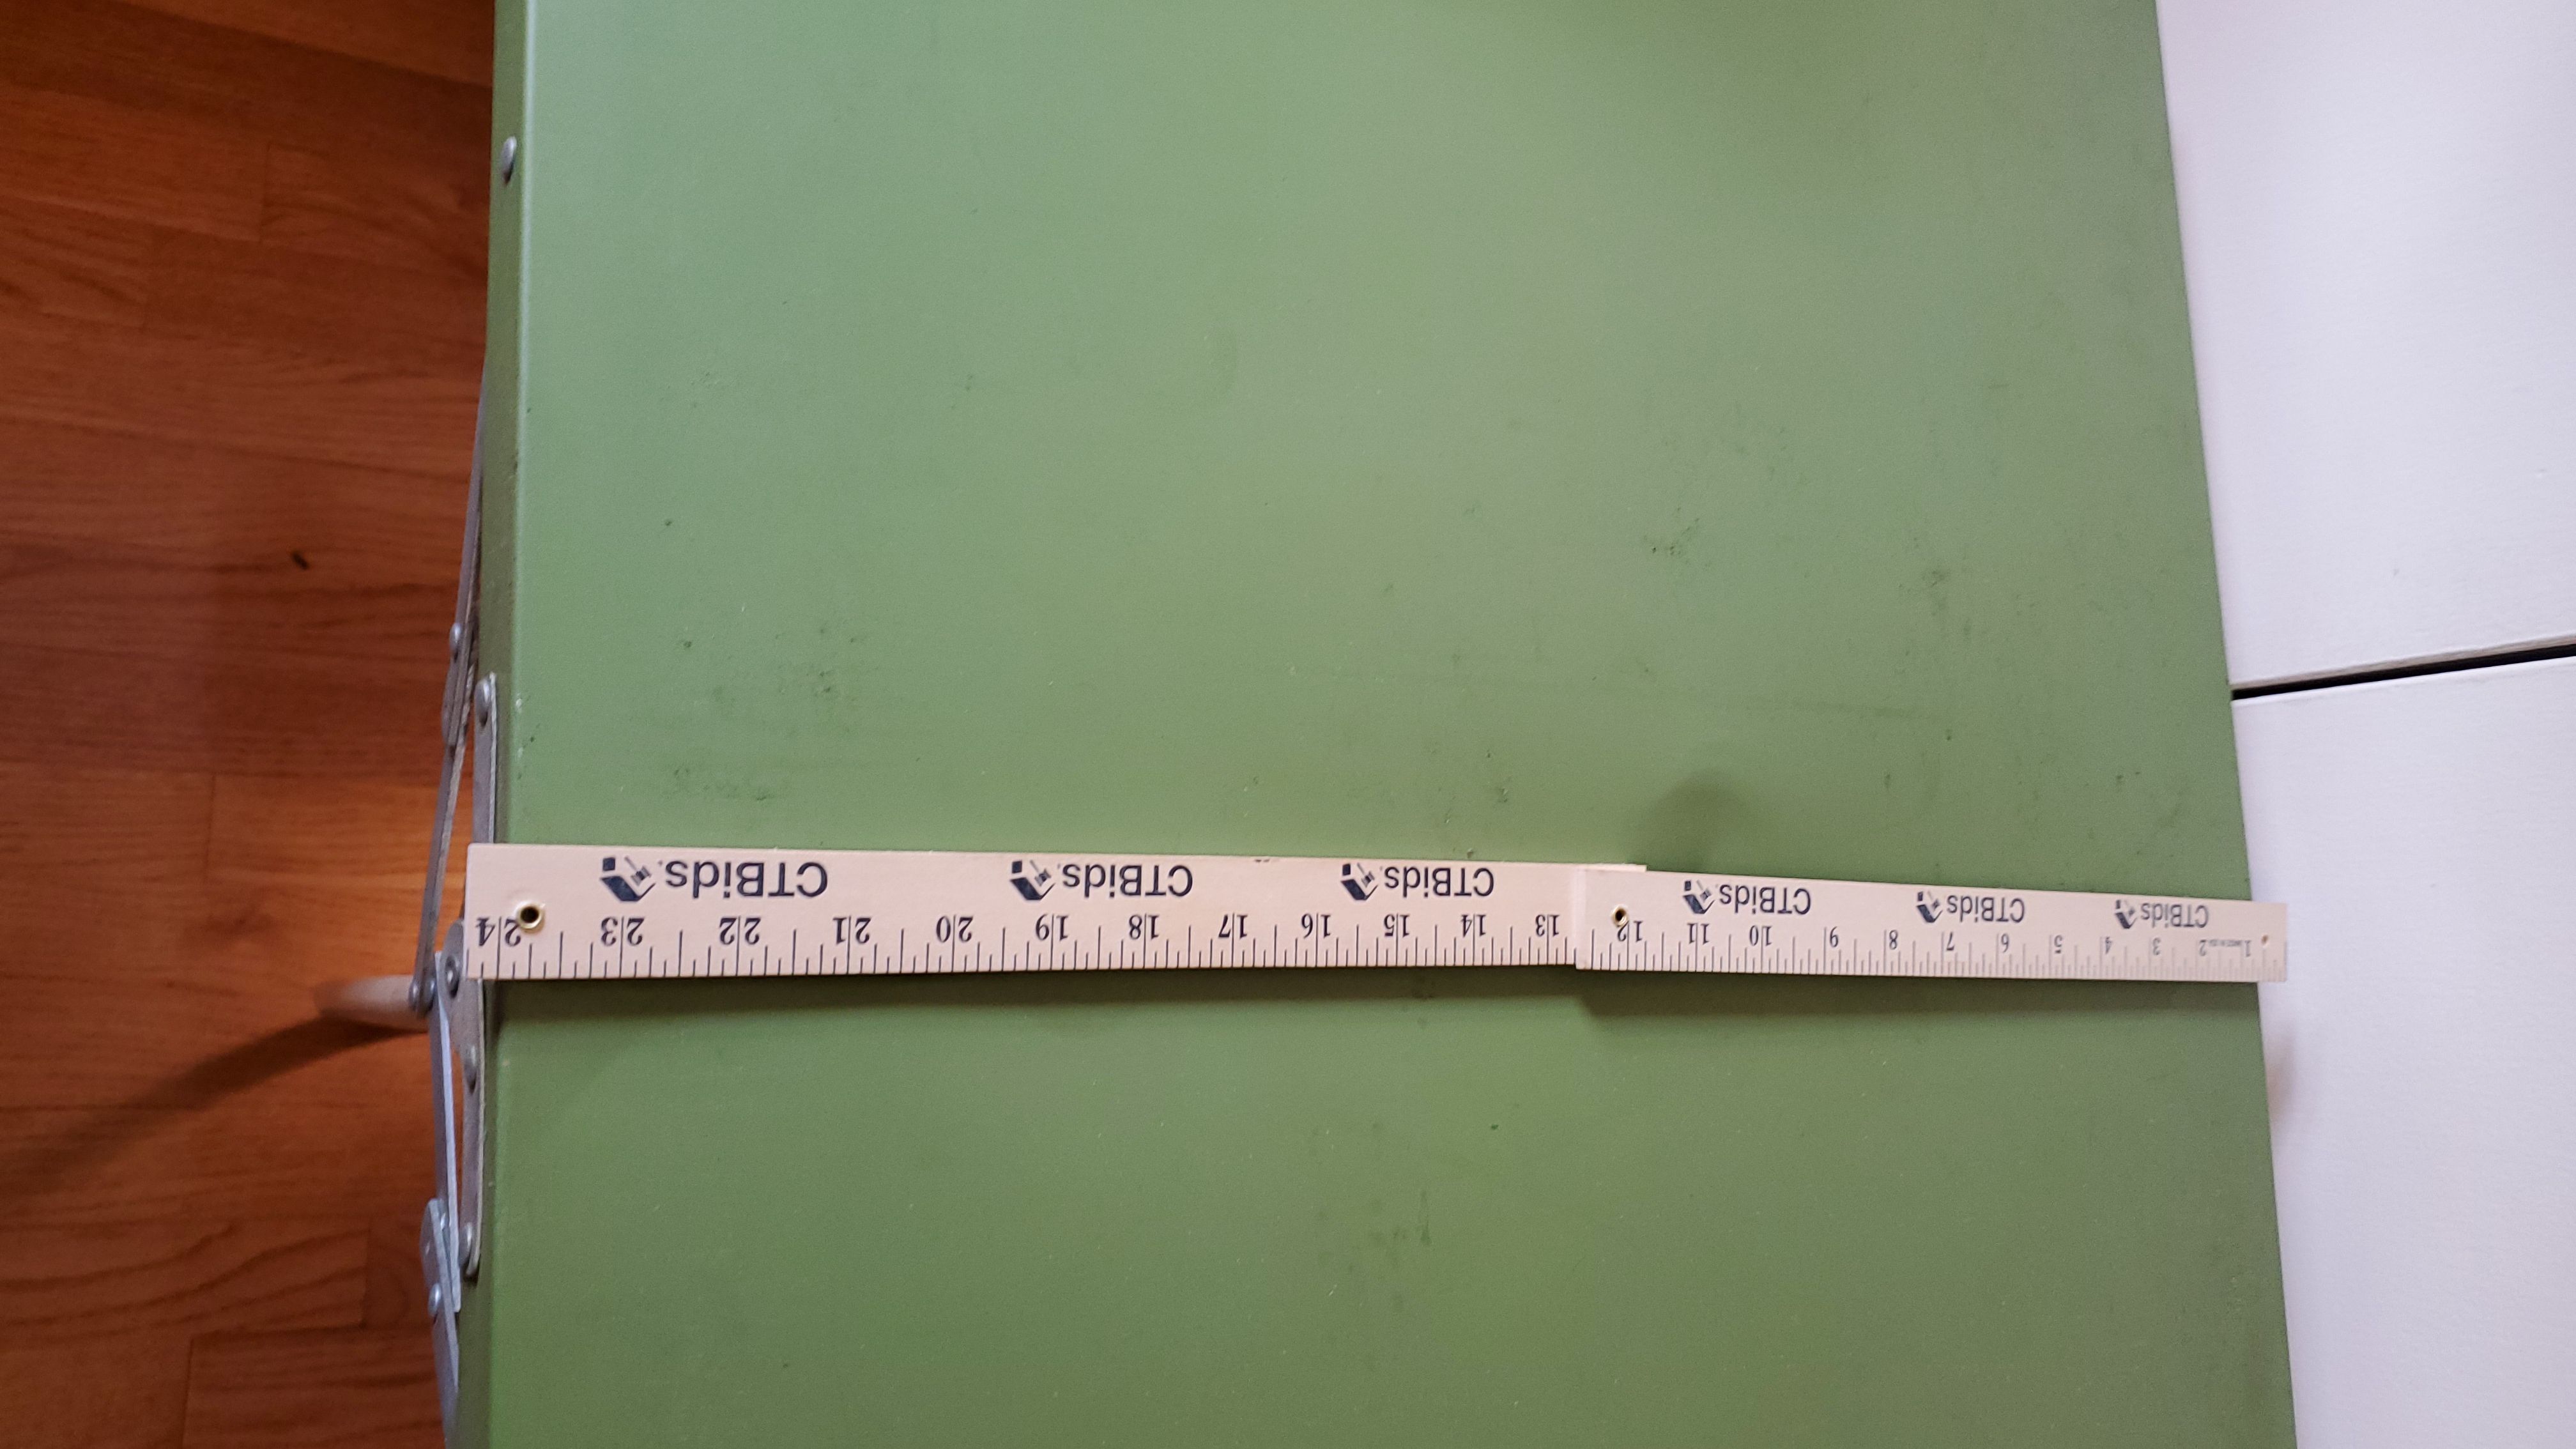 CTBids. CTBids. CTBids. CTBids. CTBids. CTBids.
1 2 3 4 5 6 7 8 9 10 11 12 13 14 15 16 17 18 19 20 21 22 23 24